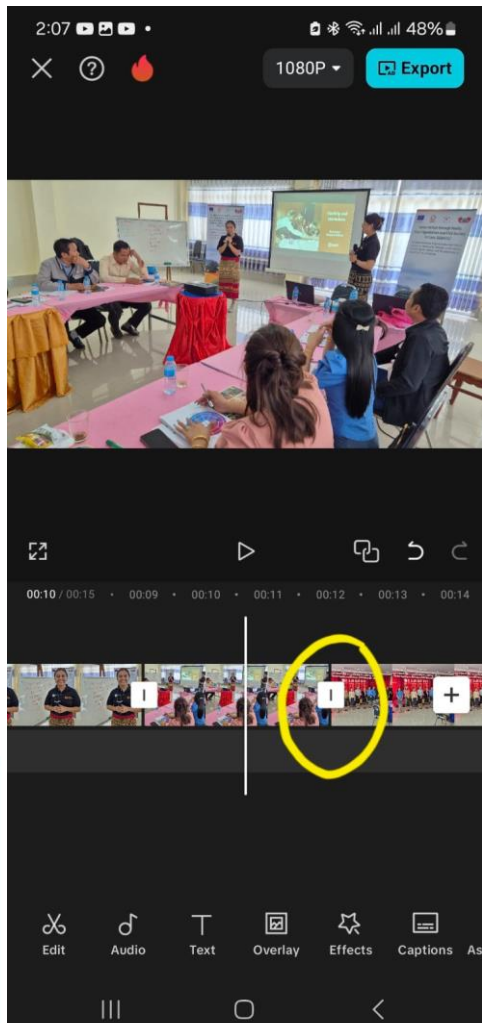 2:07 48%
1080P Export
00:10 / 00:15 00:09 00:10 00:11 00:12 00:13 00:14
Edit Audio Text Overlay Effects Captions As